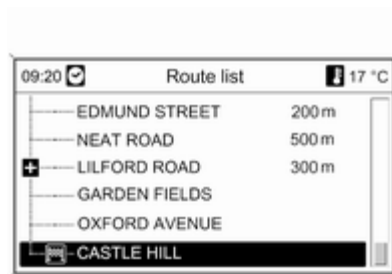 09:20 Route list 17 °C
EDMUND STREET 200 m
NEAT ROAD 500 m
LILFORD ROAD 300 m
GARDEN FIELDS
OXFORD AVENUE
CASTLE HILL